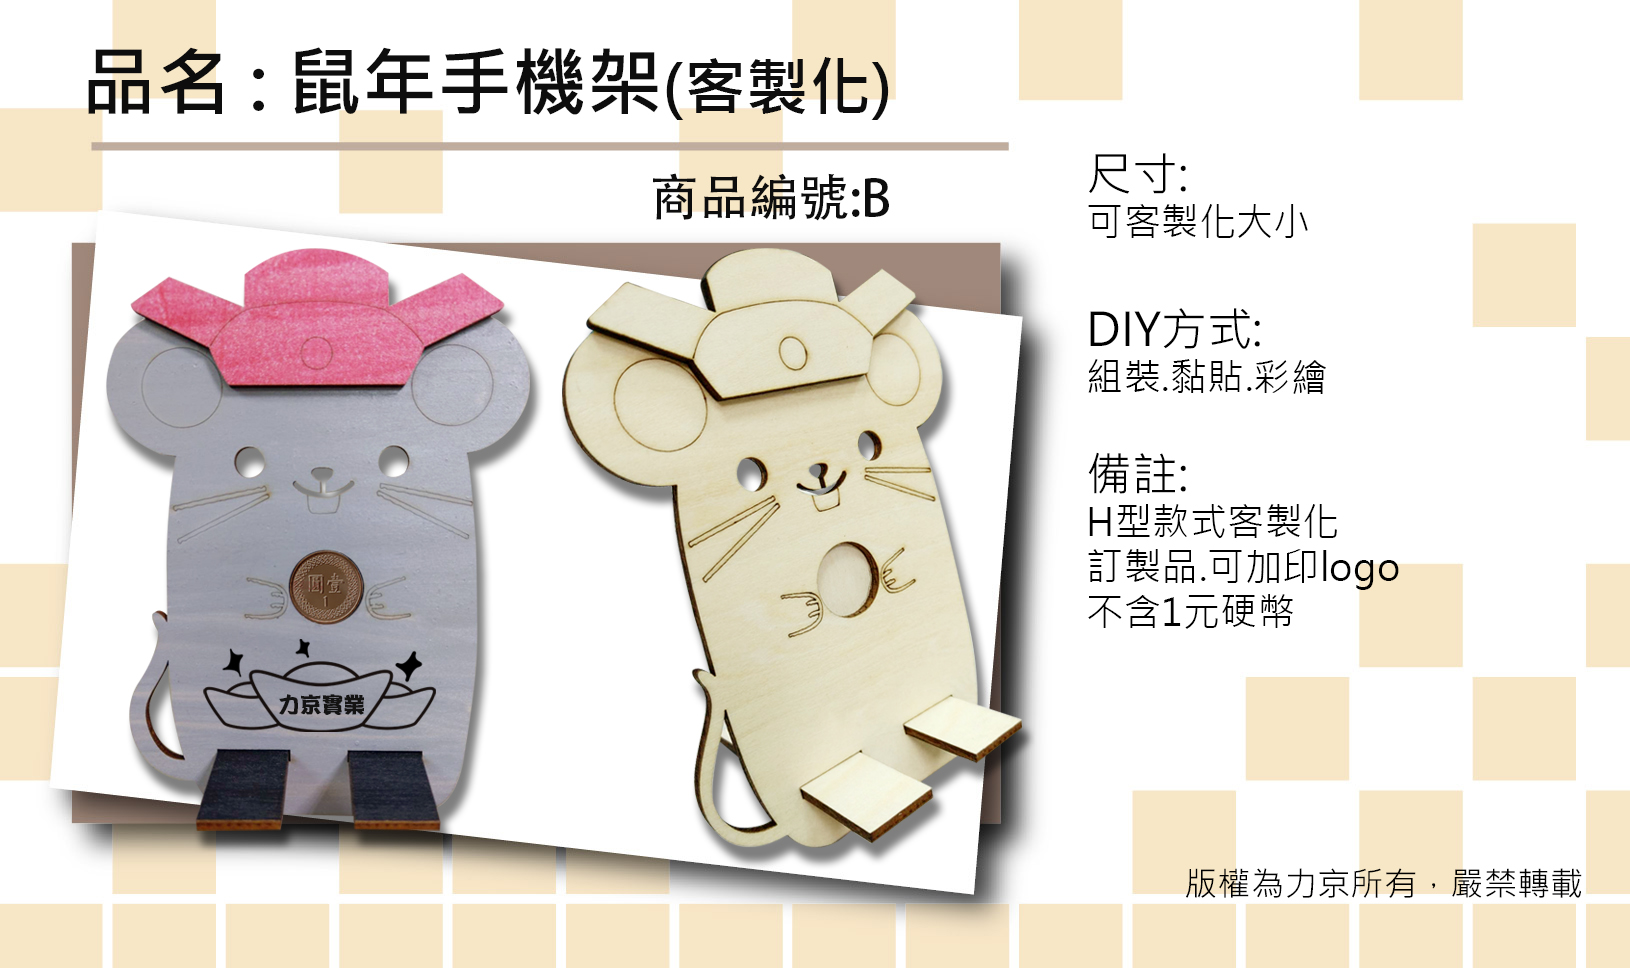 品名:鼠年手機架(客製化)
商品編號:B
尺寸:
可客製化大小
DIY方式:
組裝.黏貼.彩繪
備註:
H型款式客製化
訂製品.可加印logo
不含1元硬幣
圓壹
1
力京實業
版權為力京所有，嚴禁轉載